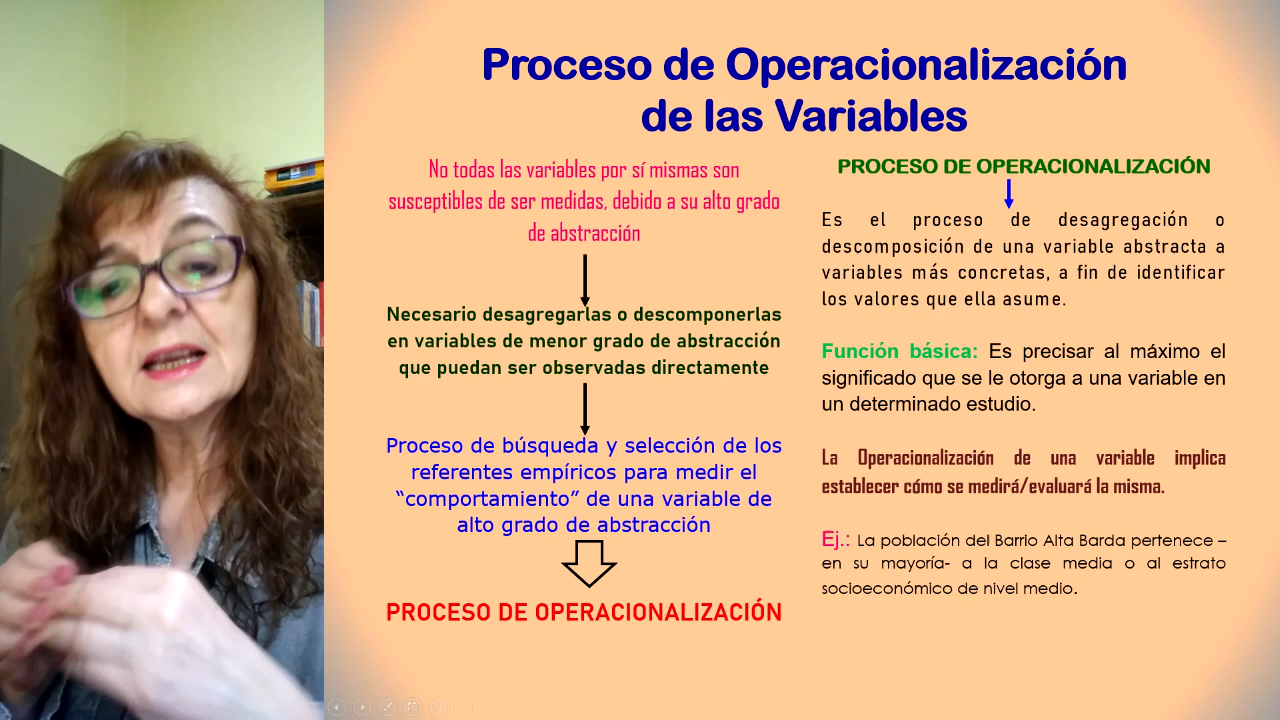 Proceso de Operacionalización
de las Variables
No todas las variables por sí mismas son
susceptibles de ser medidas, debido a su alto grado
de abstracción
Necesario desagregarlas o descomponerlas
en variables de menor grado de abstracción
que puedan ser observadas directamente
Proceso de búsqueda y selección de los
referentes empíricos para medir el
“comportamiento” de una variable de
alto grado de abstracción
PROCESO DE OPERACIONALIZACIÓN
PROCESO DE OPERACIONALIZACIÓN
Es el proceso de desagregación o
descomposición de una variable abstracta a
variables más concretas, a fin de identificar
los valores que ella asume.
Función básica: Es precisar al máximo el
significado que se le otorga a una variable en
un determinado estudio.
La Operacionalización de una variable implica
establecer cómo se medirá/evaluará la misma.
Ej.: La población del Barrio Alta Barda pertenece –
en su mayoría- a la clase media o al estrato
socioeconómico de nivel medio.